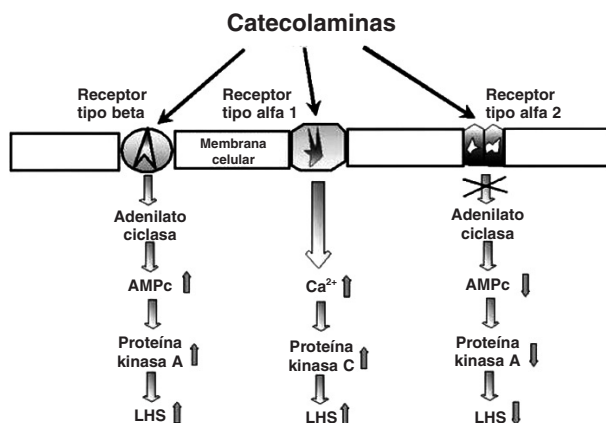 Catecolaminas
Receptor
tipo beta
Receptor
tipo alfa 1
Receptor
tipo alfa 2
Membrana
celular
Adenilato
ciclasa
Adenilato
ciclasa
AMPc
Ca²⁺
AMPc
Proteína
kinasa A
Proteína
kinasa C
Proteína
kinasa A
LHS
LHS
LHS